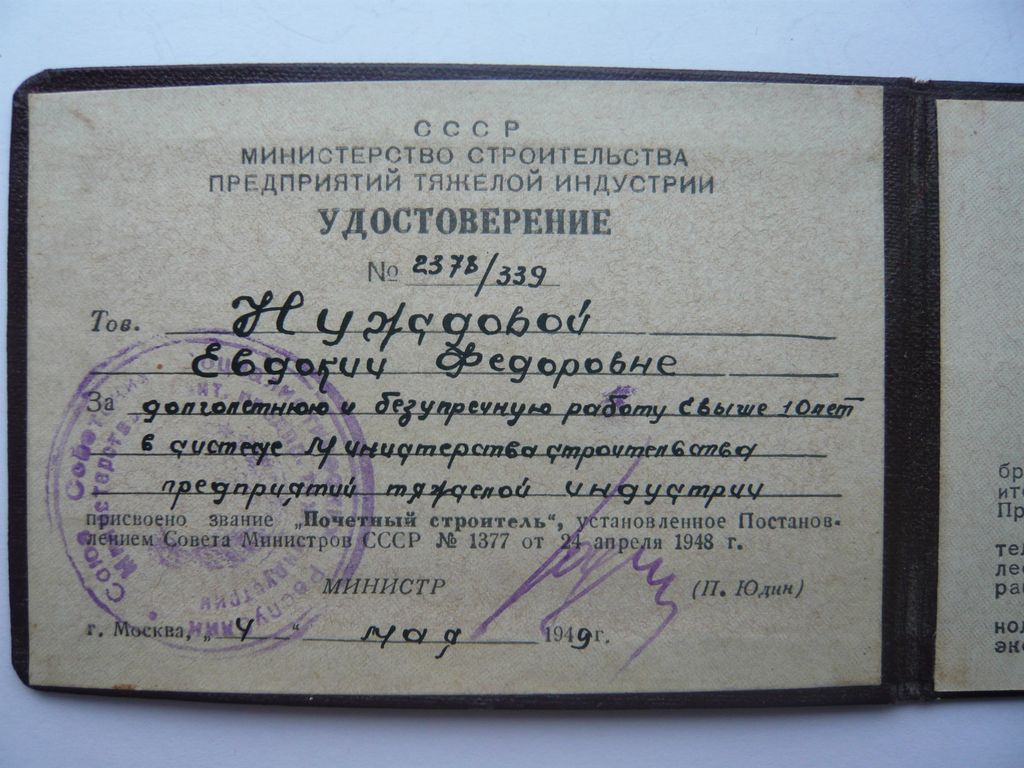 СССР
МИНИСТЕРСТВО СТРОИТЕЛЬСТВА
ПРЕДПРИЯТИЙ ТЯЖЕЛОЙ ИНДУСТРИИ
УДОСТОВЕРЕНИЕ
№ 2378/339
Тов. Нужадовой
Евдокии Федоровне
За долголетнюю и безупречную работу свыше 10 лет
в системе Министерства строительства
предприятий тяжелой индустрии
присвоено звание „Почетный строитель“, установленное Постанов-
лением Совета Министров СССР № 1377 от 24 апреля 1948 г.
МИНИСТР (П. Юдин)
г. Москва, „4“ мая 1949г.